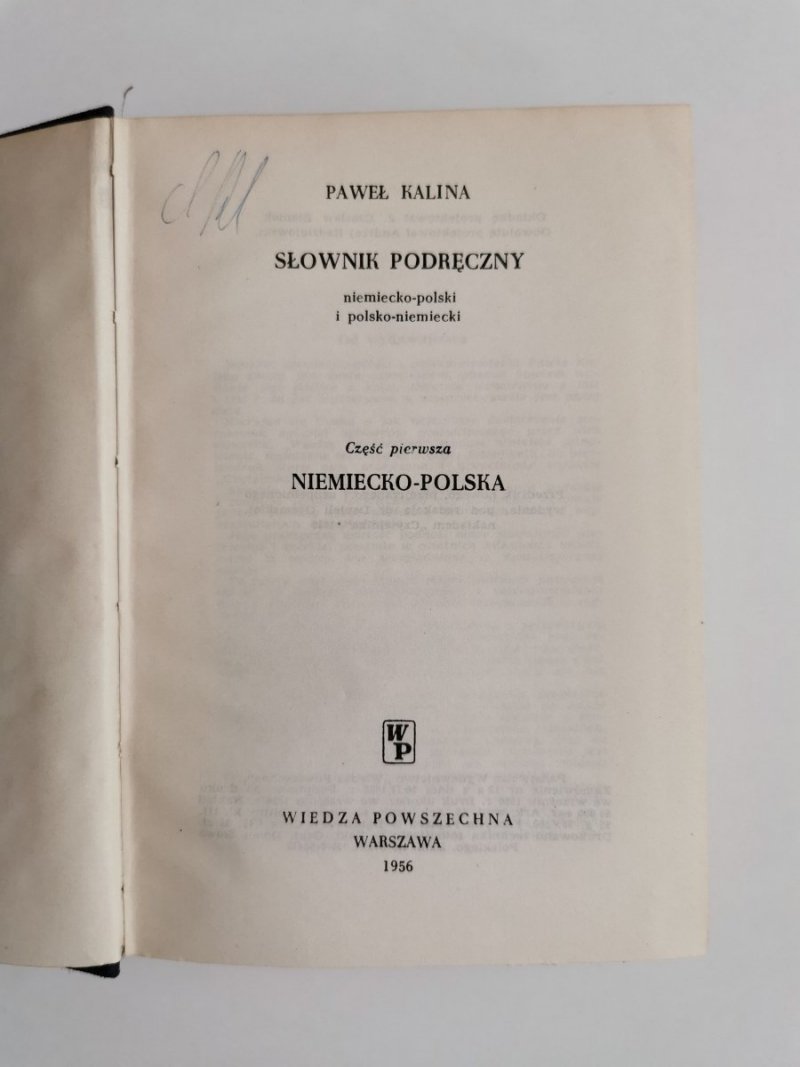 PAWEŁ KALINA
SŁOWNIK PODRĘCZNY
niemiecko-polski
i polsko-niemiecki
Część pierwsza
NIEMIECKO-POLSKA
WP
WIEDZA POWSZECHNA
WARSZAWA
1956